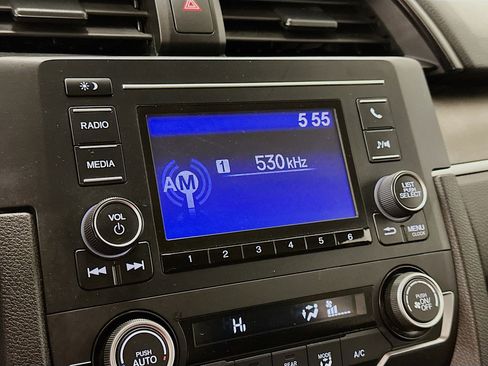 RADIO
MEDIA
VOL
5 55
AM
1
530 kHz
LIST
PUSH
SELECT
MENU
CLOCK
1 2 3 4 5 6
HI
PUSH
AUTO
PUSH
ON/
OFF
REAR
MODE
A/C